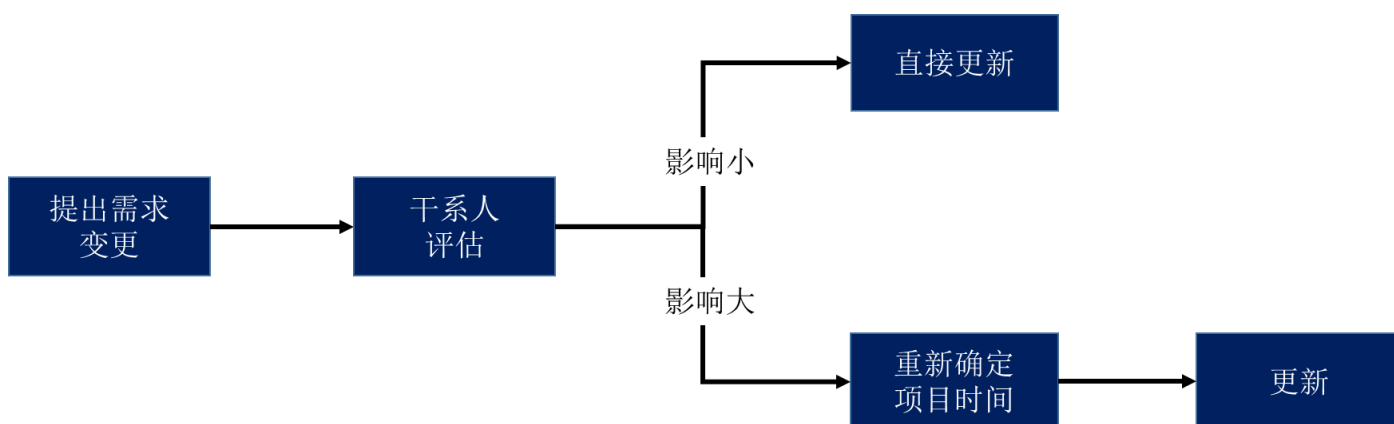 提出需求
变更
干系人
评估
影响小
直接更新
影响大
重新确定
项目时间
更新